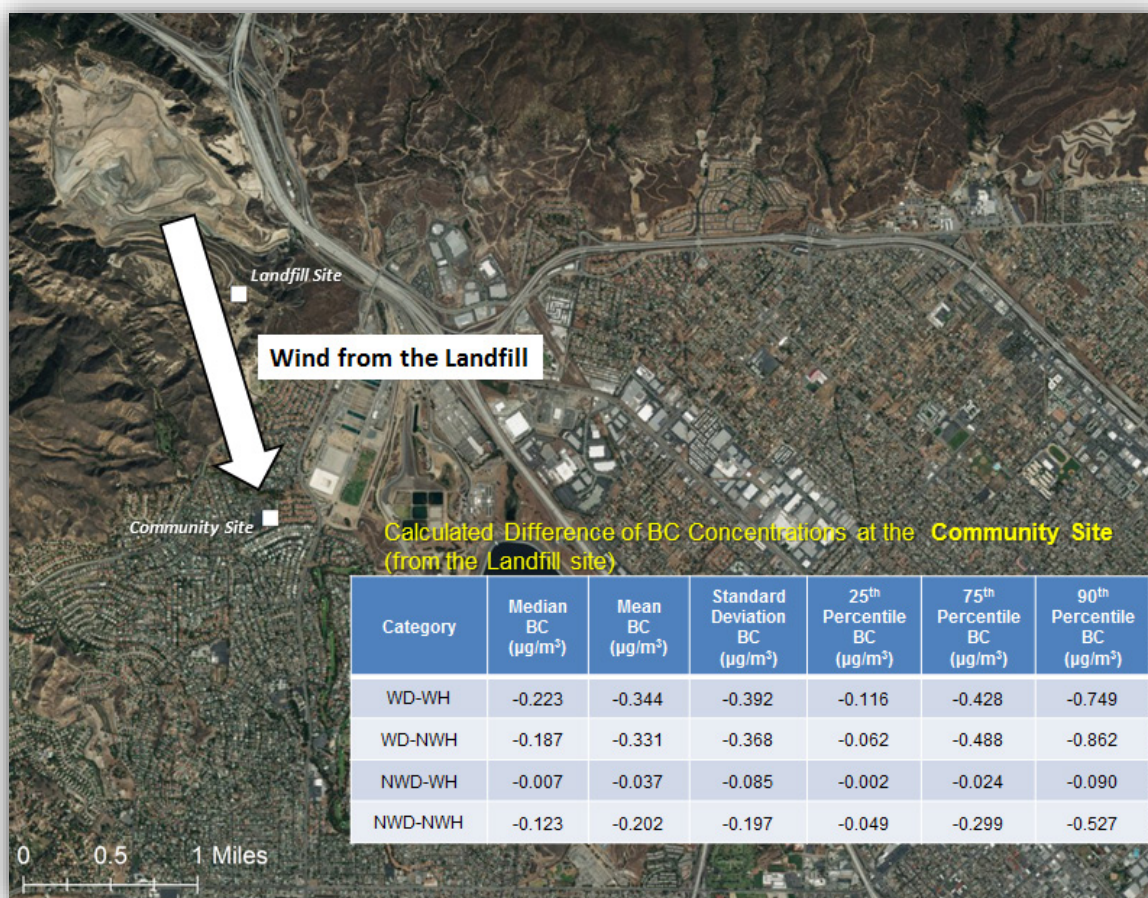 Landfill Site
Wind from the Landfill
Community Site
Calculated Difference of BC Concentrations at the Community Site
(from the Landfill site)
Category
Median
BC
(µg/m³)
Mean
BC
(µg/m³)
Standard
Deviation
BC
(µg/m³)
25th
Percentile
BC
(µg/m³)
75th
Percentile
BC
(µg/m³)
90th
Percentile
BC
(µg/m³)
WD-WH -0.223 -0.344 -0.392 -0.116 -0.428 -0.749
WD-NWH -0.187 -0.331 -0.368 -0.062 -0.488 -0.862
NWD-WH -0.007 -0.037 -0.085 -0.002 -0.024 -0.090
NWD-NWH -0.123 -0.202 -0.197 -0.049 -0.299 -0.527
0 0.5 1 Miles